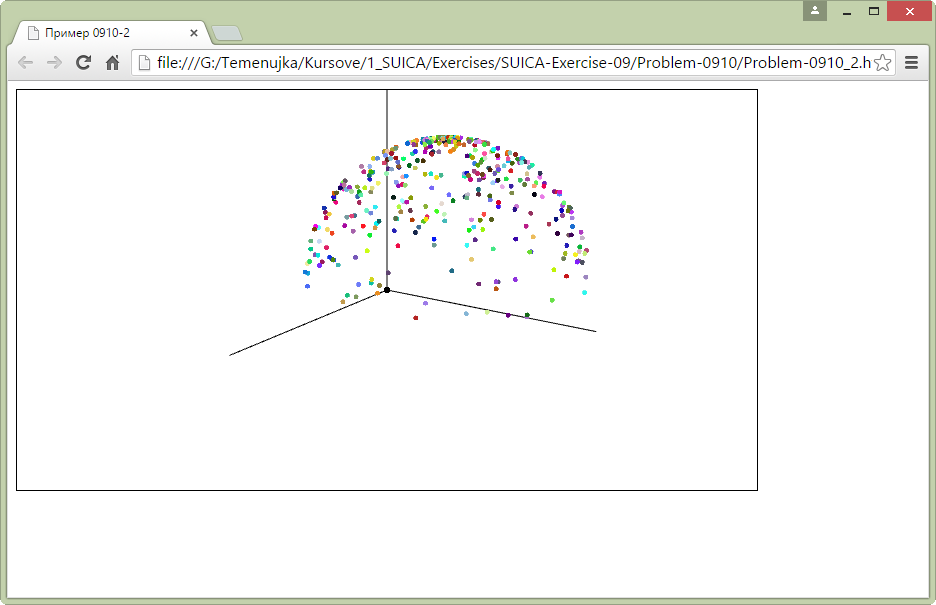 Пример 0910-2
file:///G:/Temenujka/Kursove/1_SUICA/Exercises/SUICA-Exercise-09/Problem-0910/Problem-0910_2.h